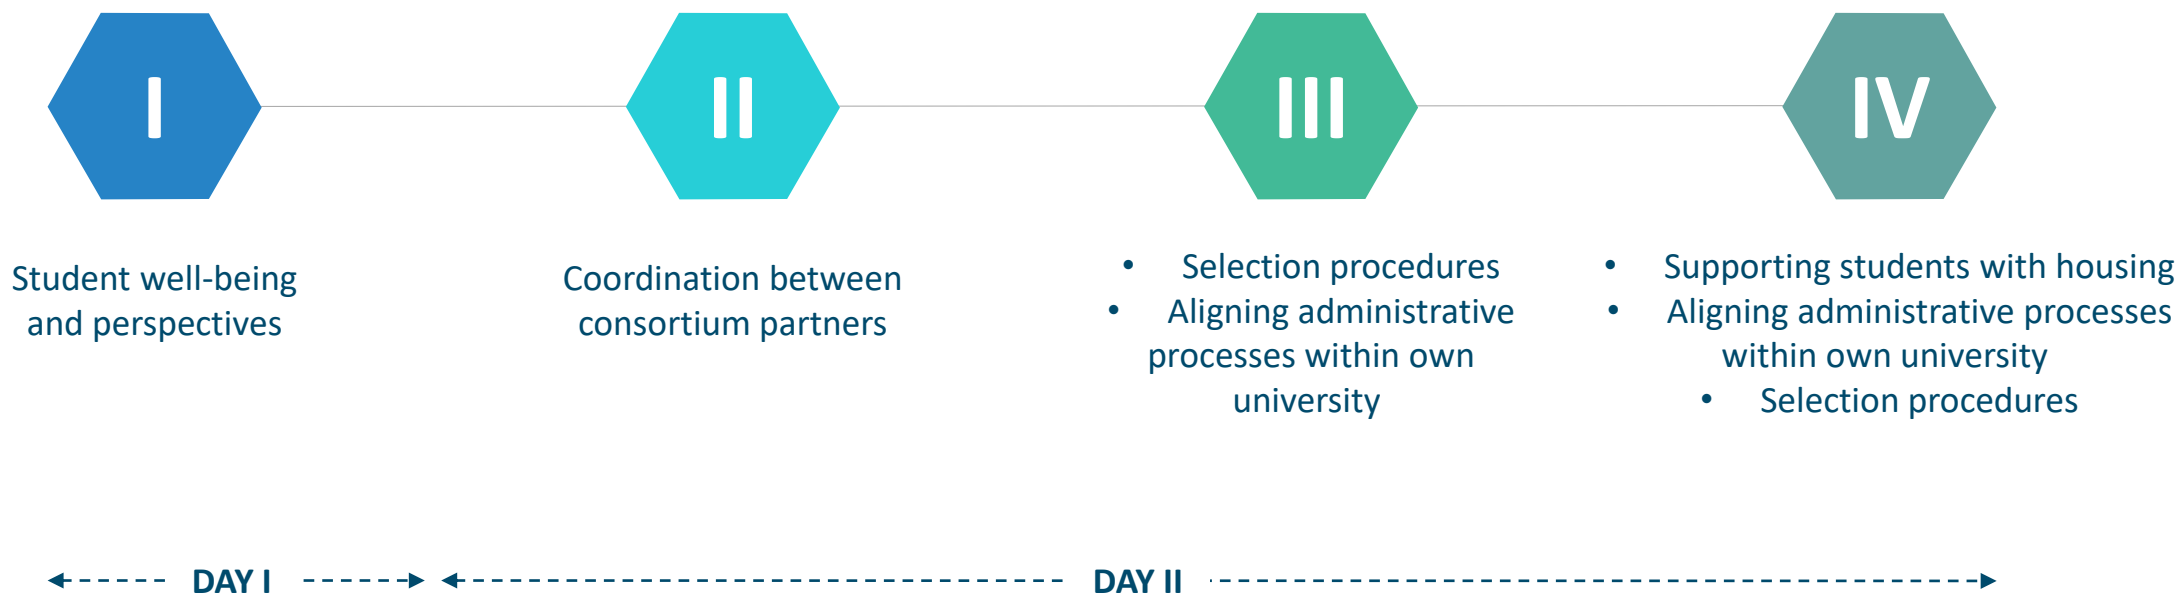 I
II
III
IV
Student well-being
and perspectives
Coordination between
consortium partners
• Selection procedures
• Aligning administrative
processes within own
university
• Supporting students with housing
• Aligning administrative processes
within own university
• Selection procedures
DAY I
DAY II